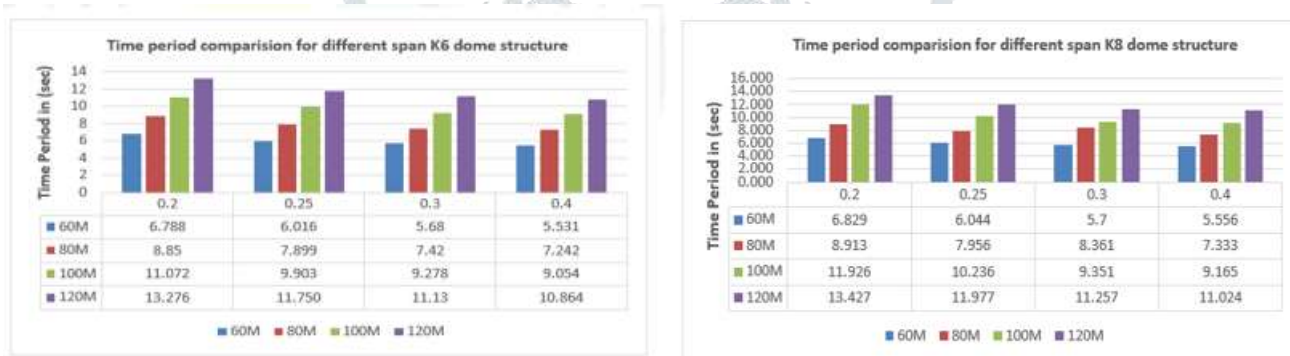 Time period comparision for different span K6 dome structure
Time Period in (sec)
14
12
10
8
6
4
2
0
0.2 0.25 0.3 0.4
60M 6.788 6.016 5.68 5.531
80M 8.85 7.899 7.42 7.242
100M 11.072 9.903 9.278 9.054
120M 13.276 11.750 11.13 10.864
60M 80M 100M 120M
Time period comparision for different span K8 dome structure
Time Period in (sec)
16.000
14.000
12.000
10.000
8.000
6.000
4.000
2.000
0.000
0.2 0.25 0.3 0.4
60M 6.829 6.044 5.7 5.556
80M 8.913 7.956 8.361 7.333
100M 11.926 10.236 9.351 9.165
120M 13.427 11.977 11.257 11.024
60M 80M 100M 120M